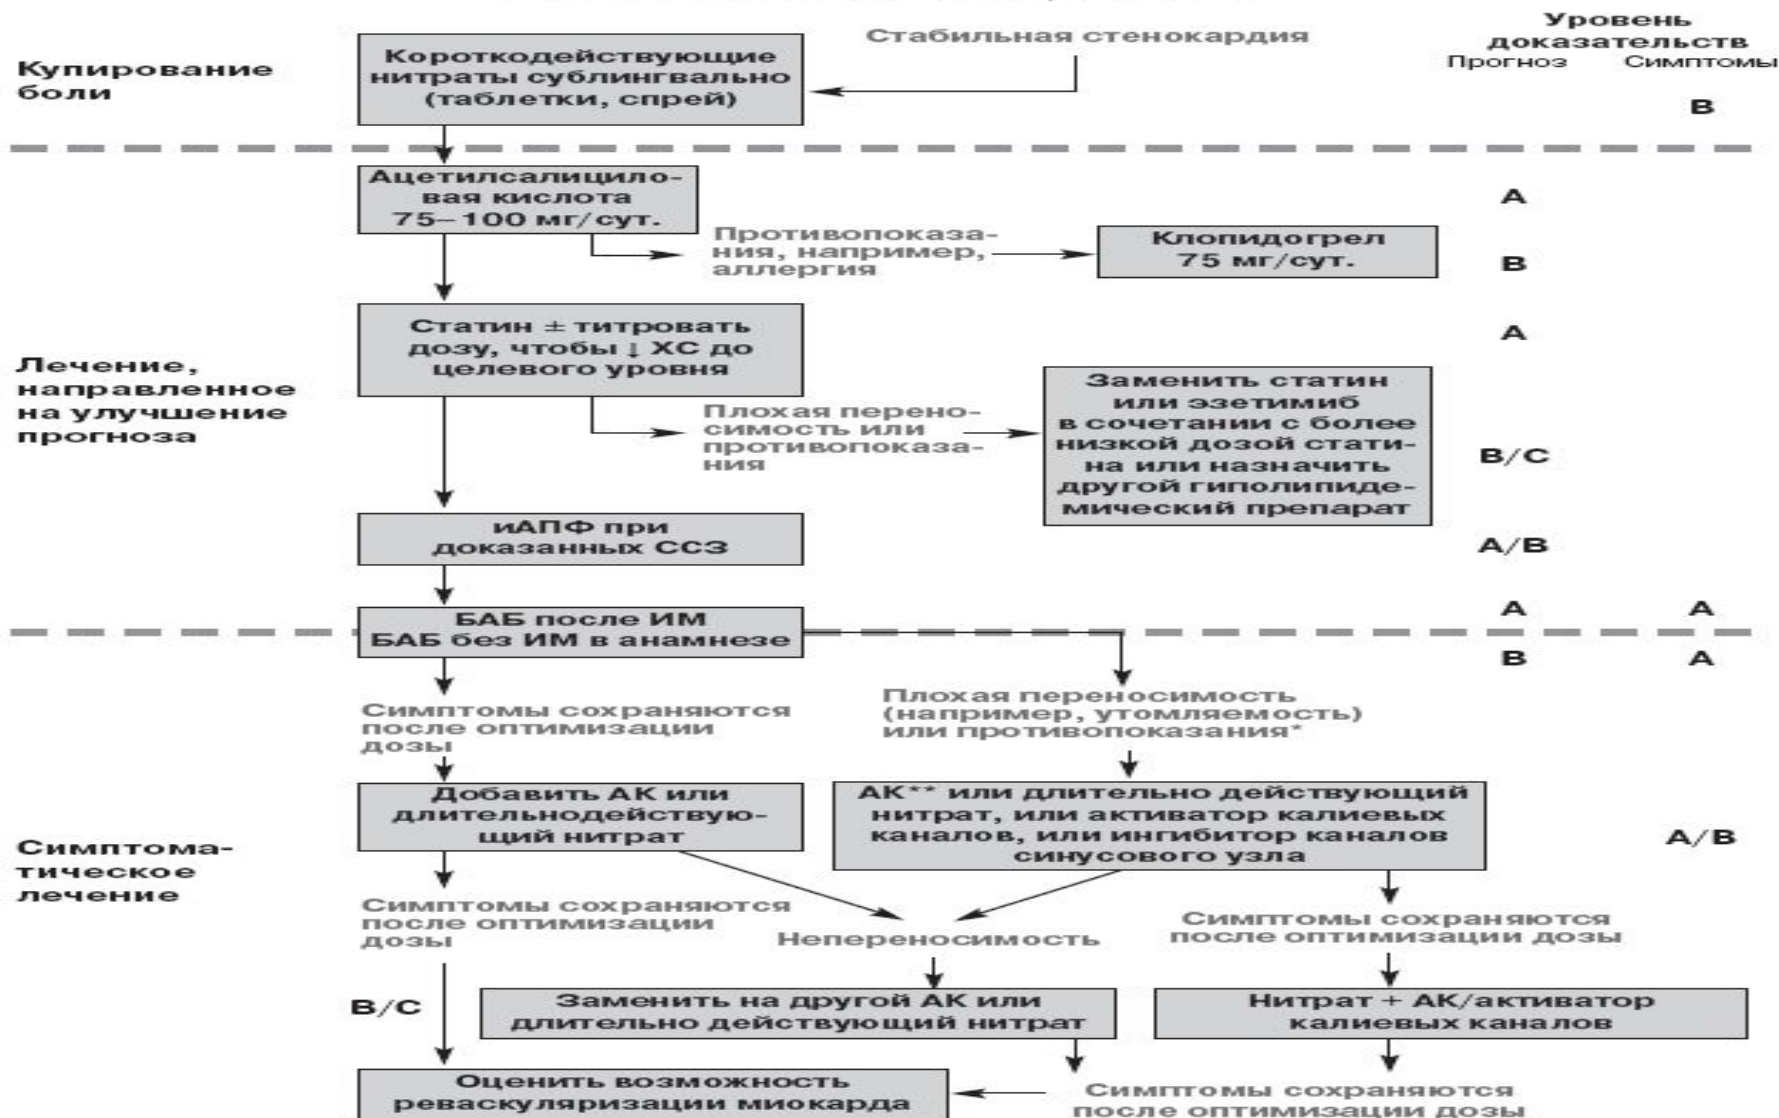 Стабильная стенокардия
Уровень
доказательств
Прогноз Симптомы
Купирование
боли
Короткодействующие
нитраты сублингвально
(таблетки, спрей)
B
Ацетилсалицило-
вая кислота
75–100 мг/сут.
A
Противопоказа-
ния, например,
аллергия
Клопидогрел
75 мг/сут.
B
Лечение,
направленное
на улучшение
прогноза
Статин ± титровать
дозу, чтобы ↓ ХС до
целевого уровня
A
Плохая перено-
симость или
противопоказа-
ния
Заменить статин
или эзетимиб
в сочетании с более
низкой дозой стати-
на или назначить
другой гиполипиде-
мический препарат
B/C
иАПФ при
доказанных ССЗ
A/B
БАБ после ИМ
БАБ без ИМ в анамнезе
A A
B A
Симптомы сохраняются
после оптимизации
дозы
Плохая переносимость
(например, утомляемость)
или противопоказания*
Симптома-
тическое
лечение
Добавить АК или
длительнодействую-
щий нитрат
АК** или длительно действующий
нитрат, или активатор калиевых
каналов, или ингибитор каналов
синусового узла
A/B
Симптомы сохраняются
после оптимизации
дозы
Непереносимость
Симптомы сохраняются
после оптимизации дозы
B/C
Заменить на другой АК или
длительно действующий нитрат
Нитрат + АК/активатор
калиевых каналов
Оценить возможность
реваскуляризации миокарда
Симптомы сохраняются
после оптимизации дозы